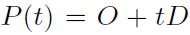 P(t) = O + tD